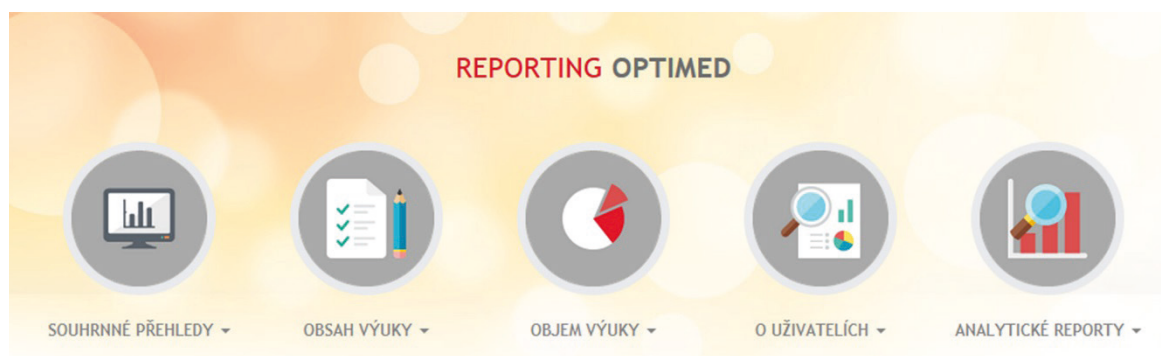 REPORTING OPTIMED
SOUHRNNÉ PŘEHLEDY OBSAH VÝUKY OBJEM VÝUKY O UŽIVATELÍCH ANALYTICKÉ REPORTY